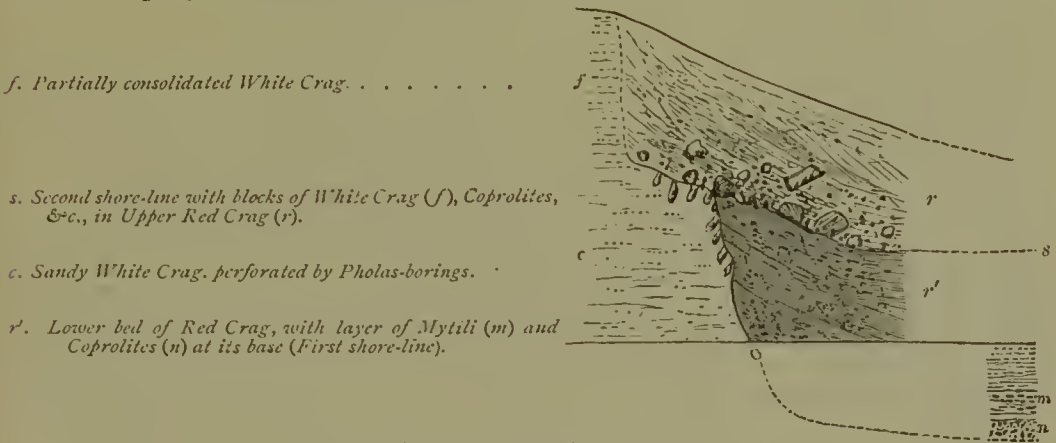 f. Partially consolidated White Crag. . . . . . . .
f
s. Second shore-line with blocks of White Crag (f), Coprolites,
&c., in Upper Red Crag (r).
r
c. Sandy White Crag. perforated by Pholas-borings.
c
s
r'. Lower bed of Red Crag, with layer of Mytili (m) and
Coprolites (n) at its base (First shore-line).
r'
m
n